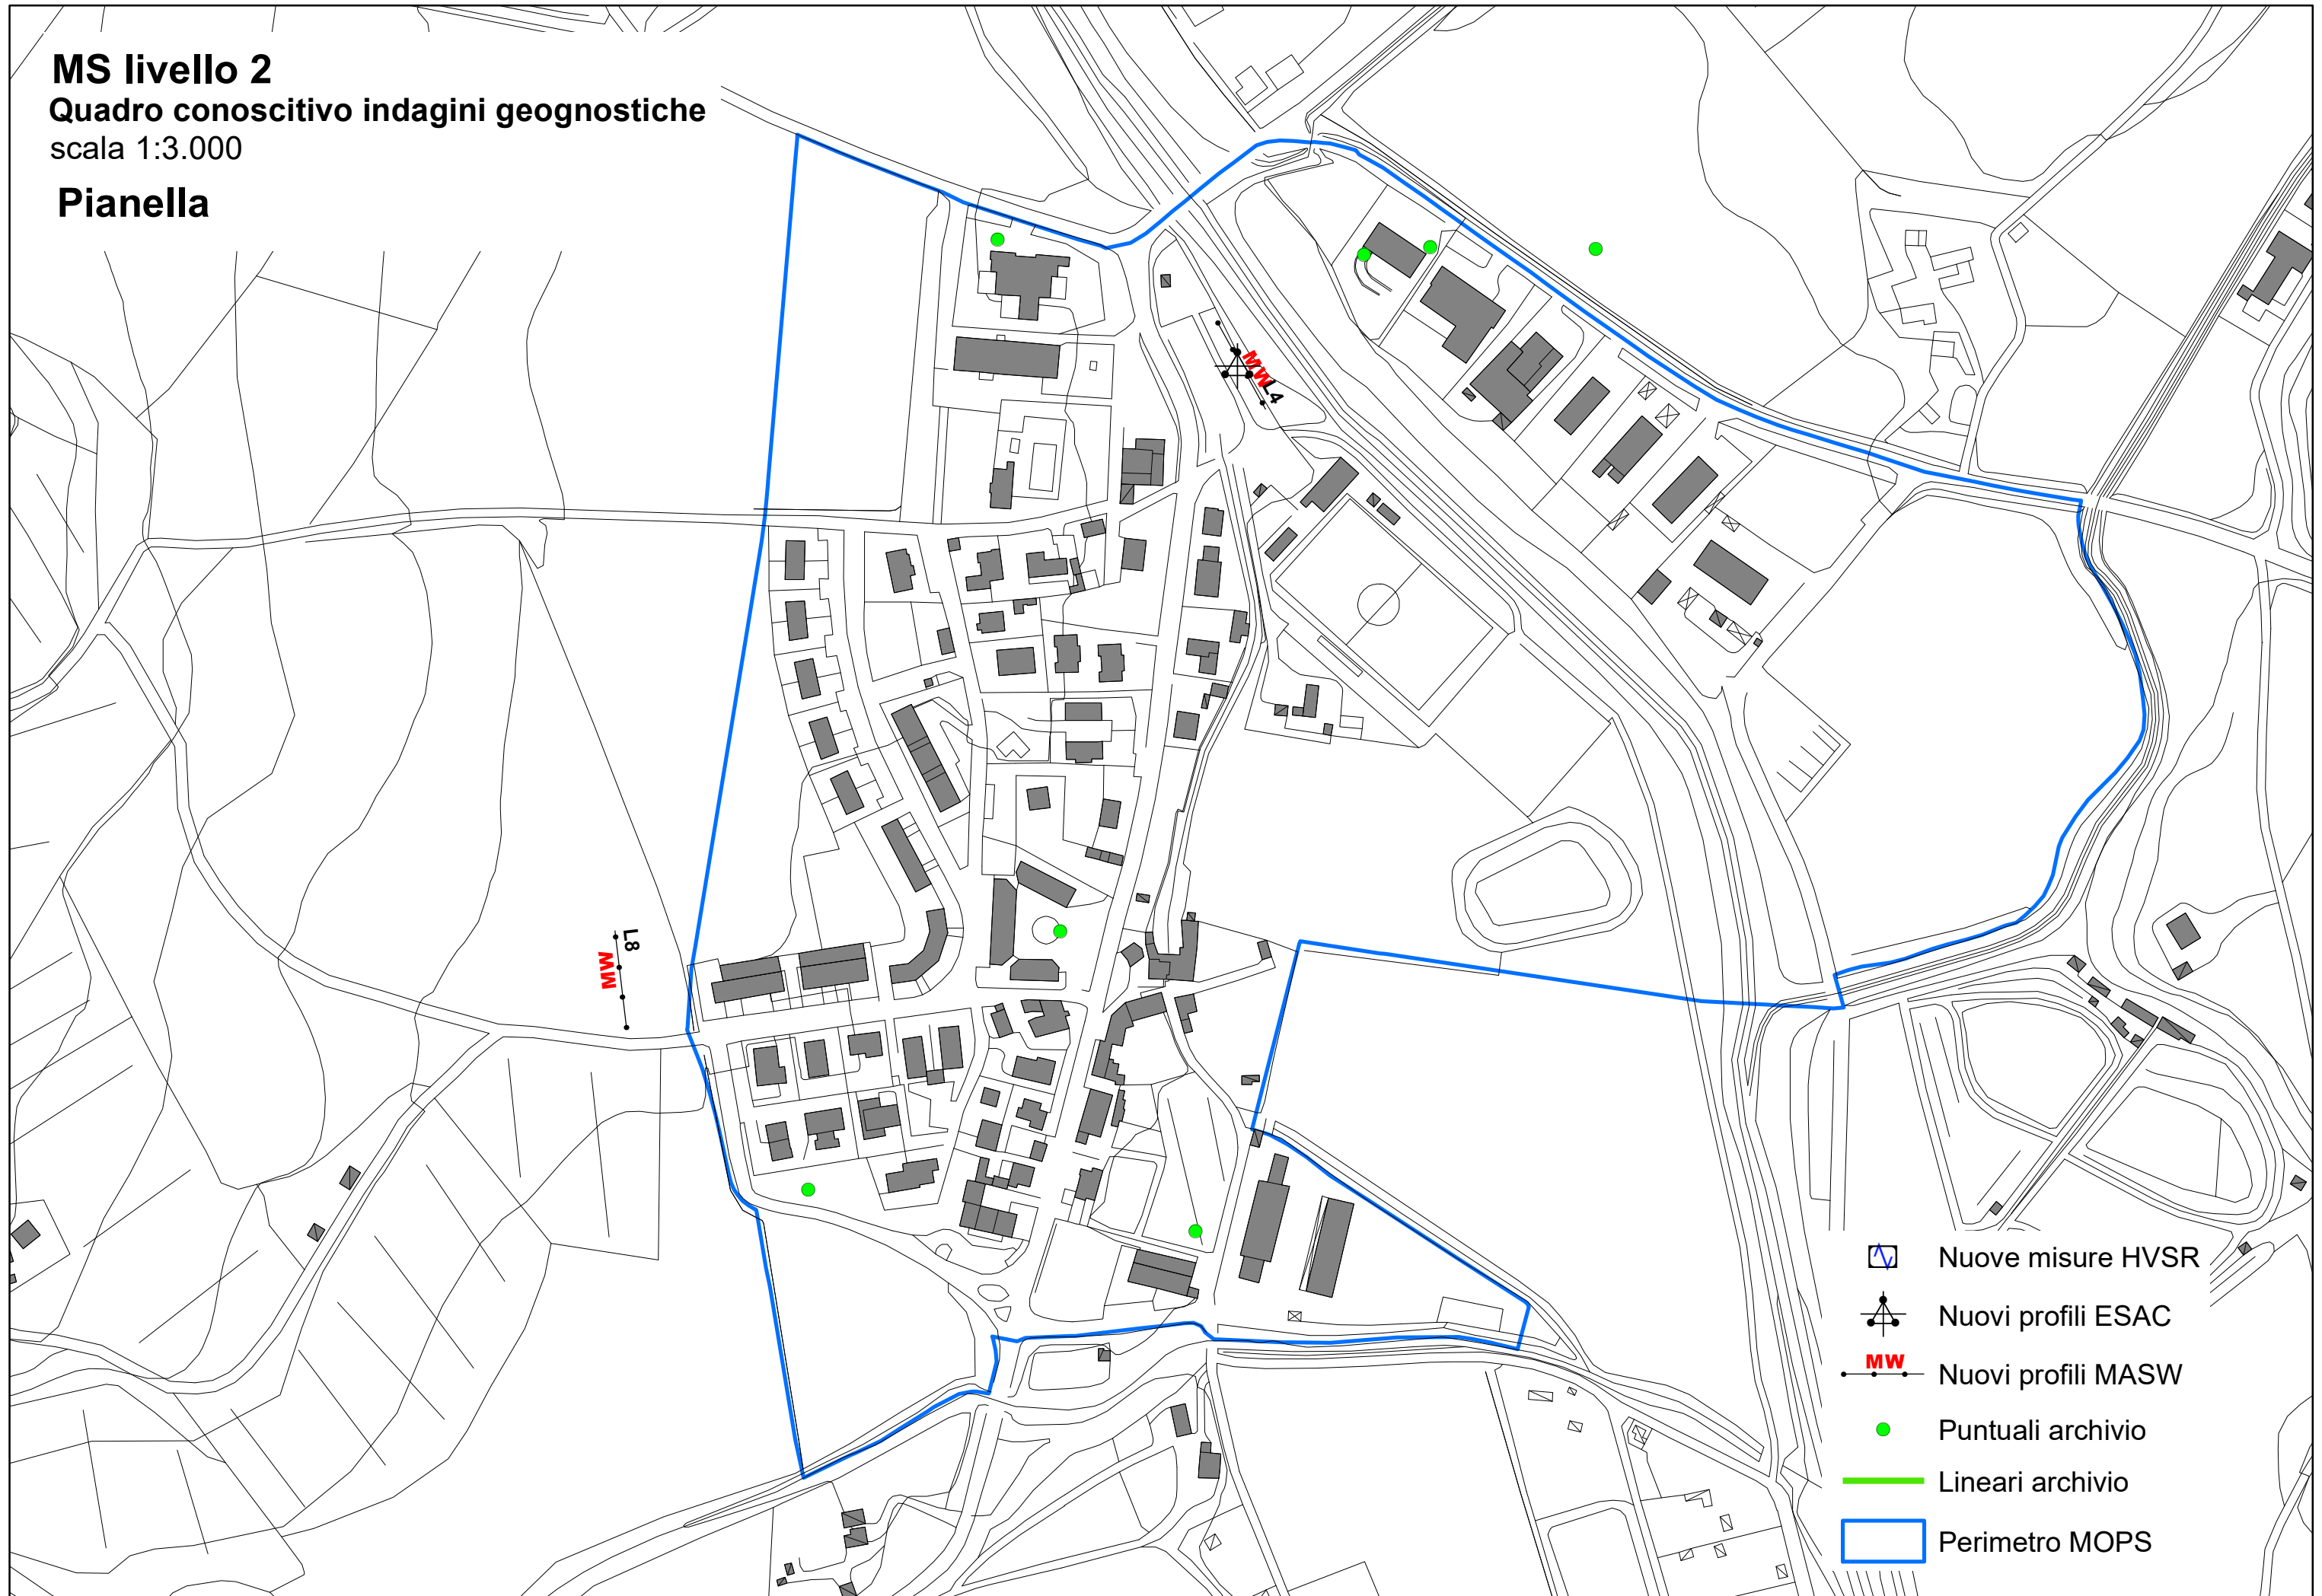 MS livello 2
Quadro conoscitivo indagini geognostiche
scala 1:3.000
Pianella
MW
L4
L8
MW
Nuove misure HVSR
Nuovi profili ESAC
MW
Nuovi profili MASW
Puntuali archivio
Lineari archivio
Perimetro MOPS